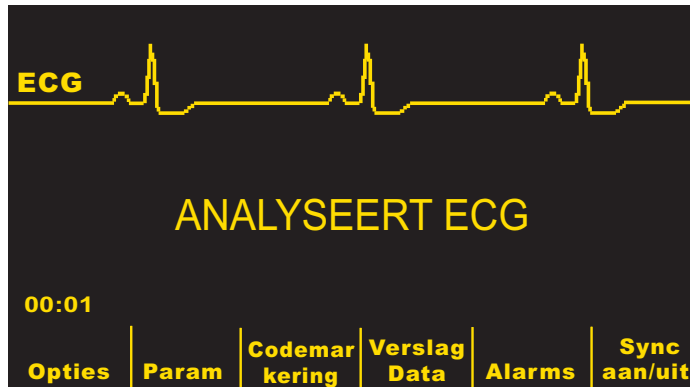 ECG
ANALYSEERT ECG
00:01
Opties
Param
Codemar
kering
Verslag
Data
Alarms
Sync
aan/uit